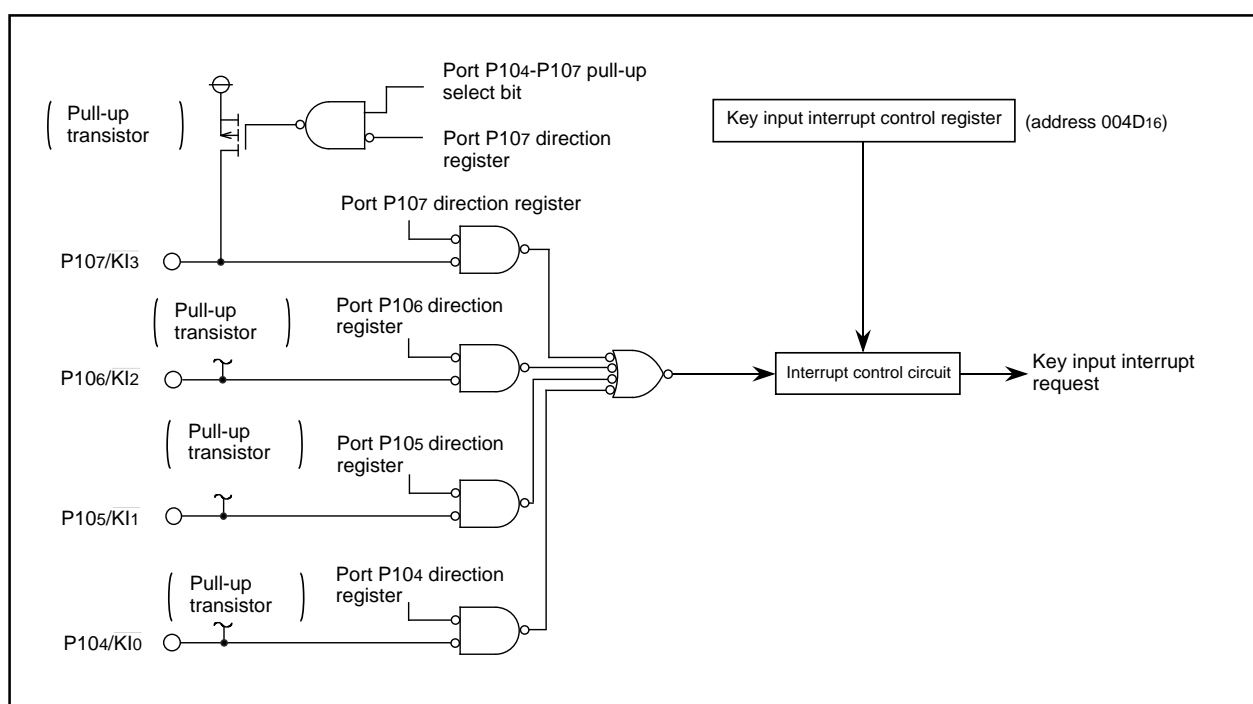 Port P104-P107 pull-up
select bit
Pull-up
transistor
Port P107 direction
register
Key input interrupt control register
(address 004D16)
Port P107 direction register
P107/KI3
Pull-up
transistor
Port P106 direction
register
P106/KI2
Interrupt control circuit
Key input interrupt
request
Pull-up
transistor
Port P105 direction
register
P105/KI1
Pull-up
transistor
Port P104 direction
register
P104/KI0